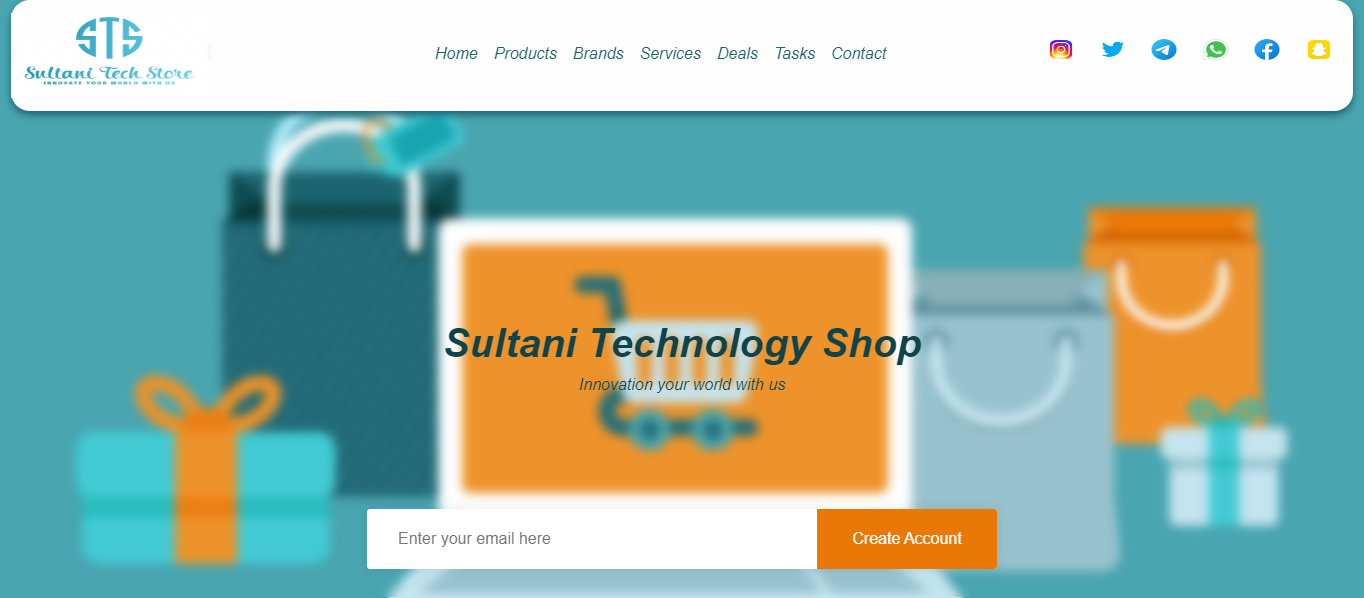 STS
Sultani Tech Store
INNOVATE YOUR WORLD WITH US
Home Products Brands Services Deals Tasks Contact
Sultani Technology Shop
Innovation your world with us
Enter your email here Create Account